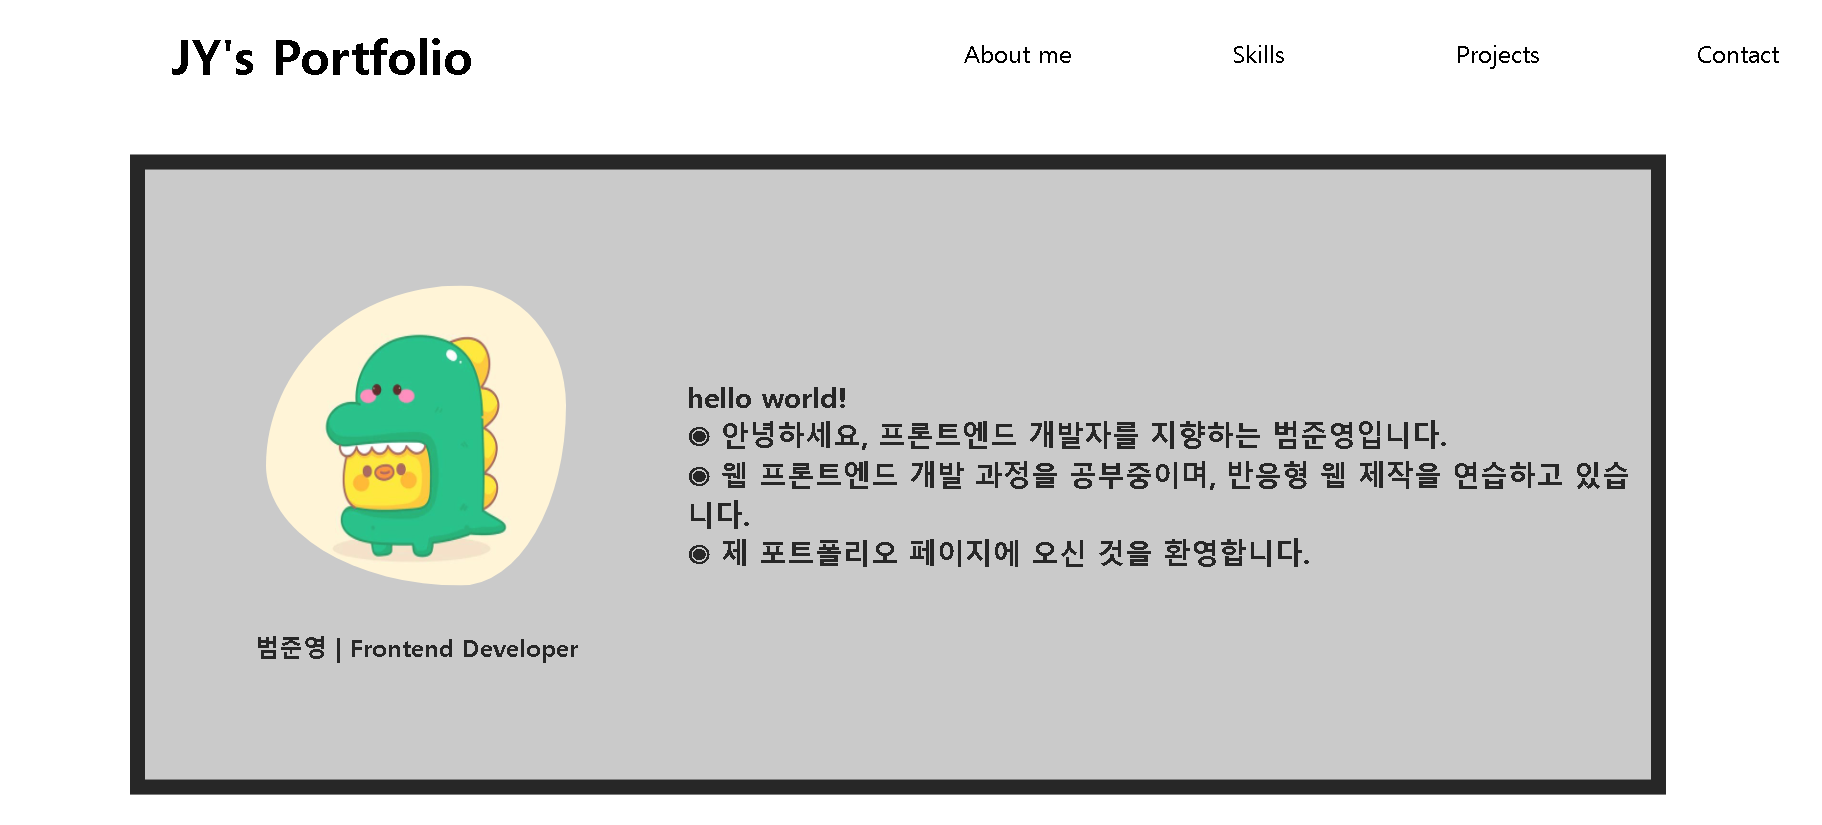 JY's Portfolio
About me
Skills
Projects
Contact
hello world!
◉ 안녕하세요, 프론트엔드 개발자를 지향하는 범준영입니다.
◉ 웹 프론트엔드 개발 과정을 공부중이며, 반응형 웹 제작을 연습하고 있습
니다.
◉ 제 포트폴리오 페이지에 오신 것을 환영합니다.
범준영 | Frontend Developer